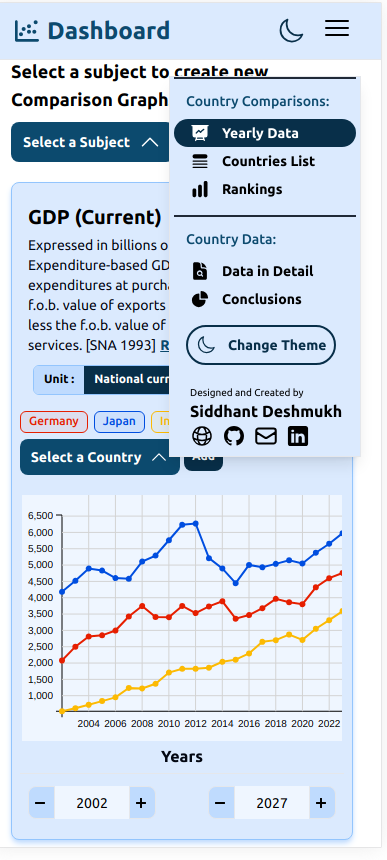 Dashboard
Select a subject to create new
Comparison Graph
Select a Subject
Country Comparisons:
Yearly Data
Countries List
Rankings
Country Data:
Data in Detail
Conclusions
Change Theme
Designed and Created by
Siddhant Deshmukh
GDP (Current)
Expressed in billions o
Expenditure-based GD
expenditures at purch
f.o.b. value of exports
less the f.o.b. value of
services. [SNA 1993] R
Unit :
National curr
Germany
Japan
In
Select a Country
Add
6,500
6,000
5,500
5,000
4,500
4,000
3,500
3,000
2,500
2,000
1,500
1,000
2004 2006 2008 2010 2012 2014 2016 2018 2020 2022
Years
− 2002 +
− 2027 +